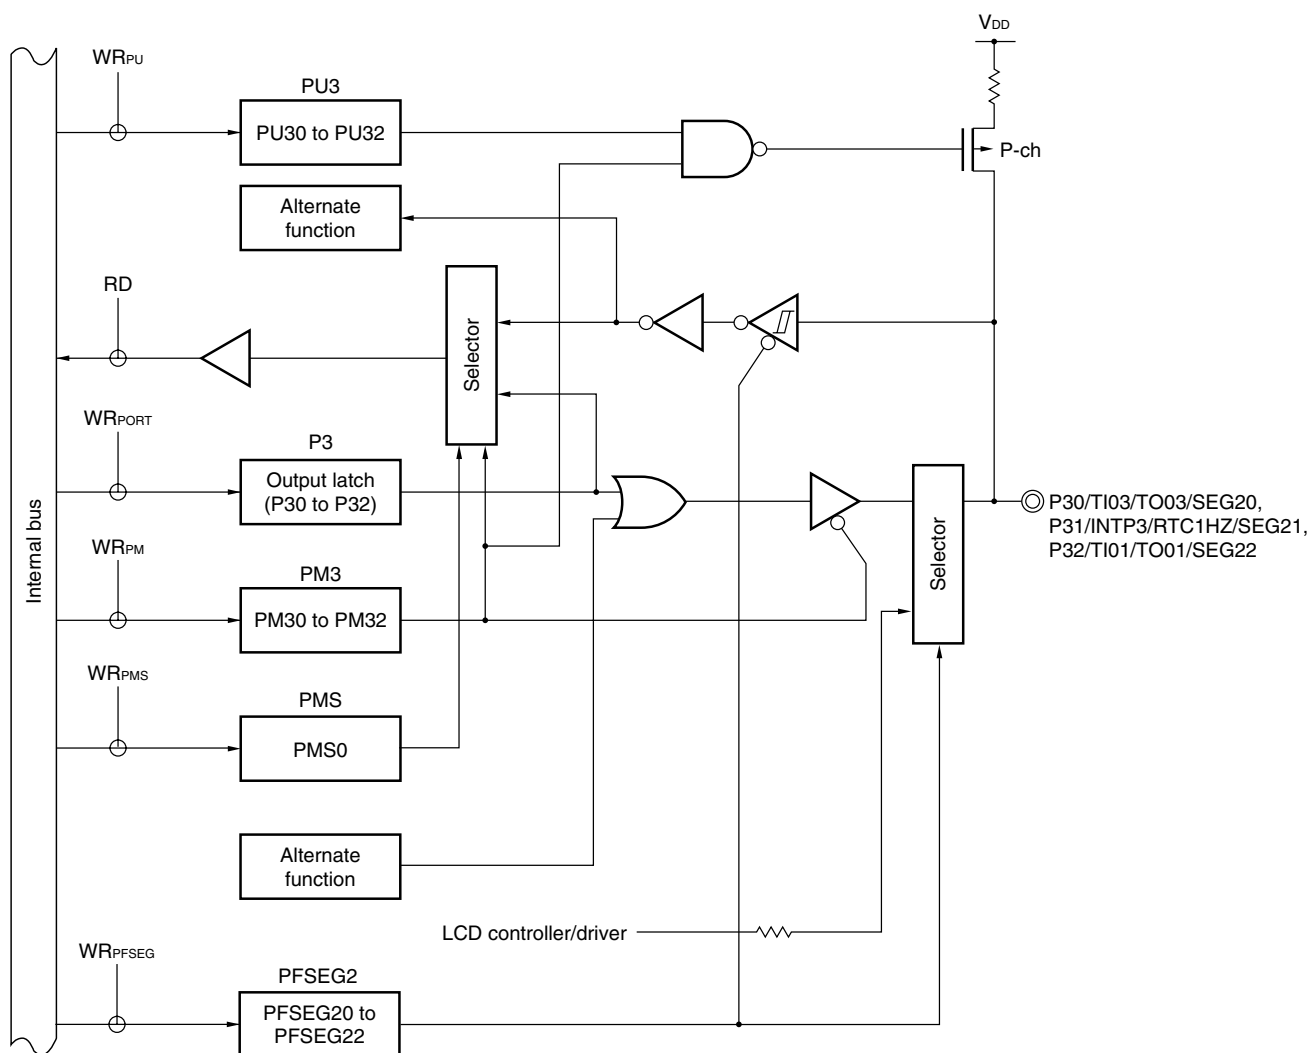 VDD
WRPU
PU3
PU30 to PU32
P-ch
Alternate
function
RD
Selector
WRPORT
P3
Output latch
(P30 to P32)
Internal bus
Selector
P30/TI03/TO03/SEG20,
P31/INTP3/RTC1HZ/SEG21,
P32/TI01/TO01/SEG22
WRPM
PM3
PM30 to PM32
WRPMS
PMS
PMS0
Alternate
function
LCD controller/driver
WRPFSEG
PFSEG2
PFSEG20 to
PFSEG22